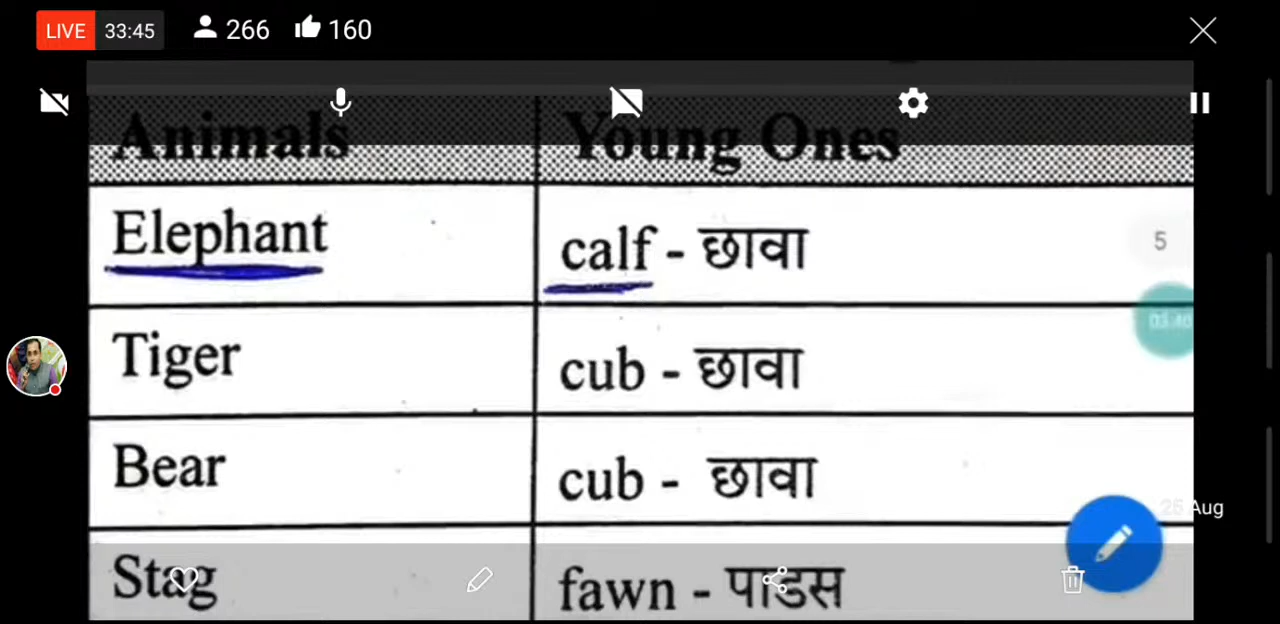 LIVE 33:45 266 160
Animals Young Ones
Elephant calf - छावा
5
Tiger cub - छावा
Bear cub - छावा
25 Aug
Stag fawn - पाडस